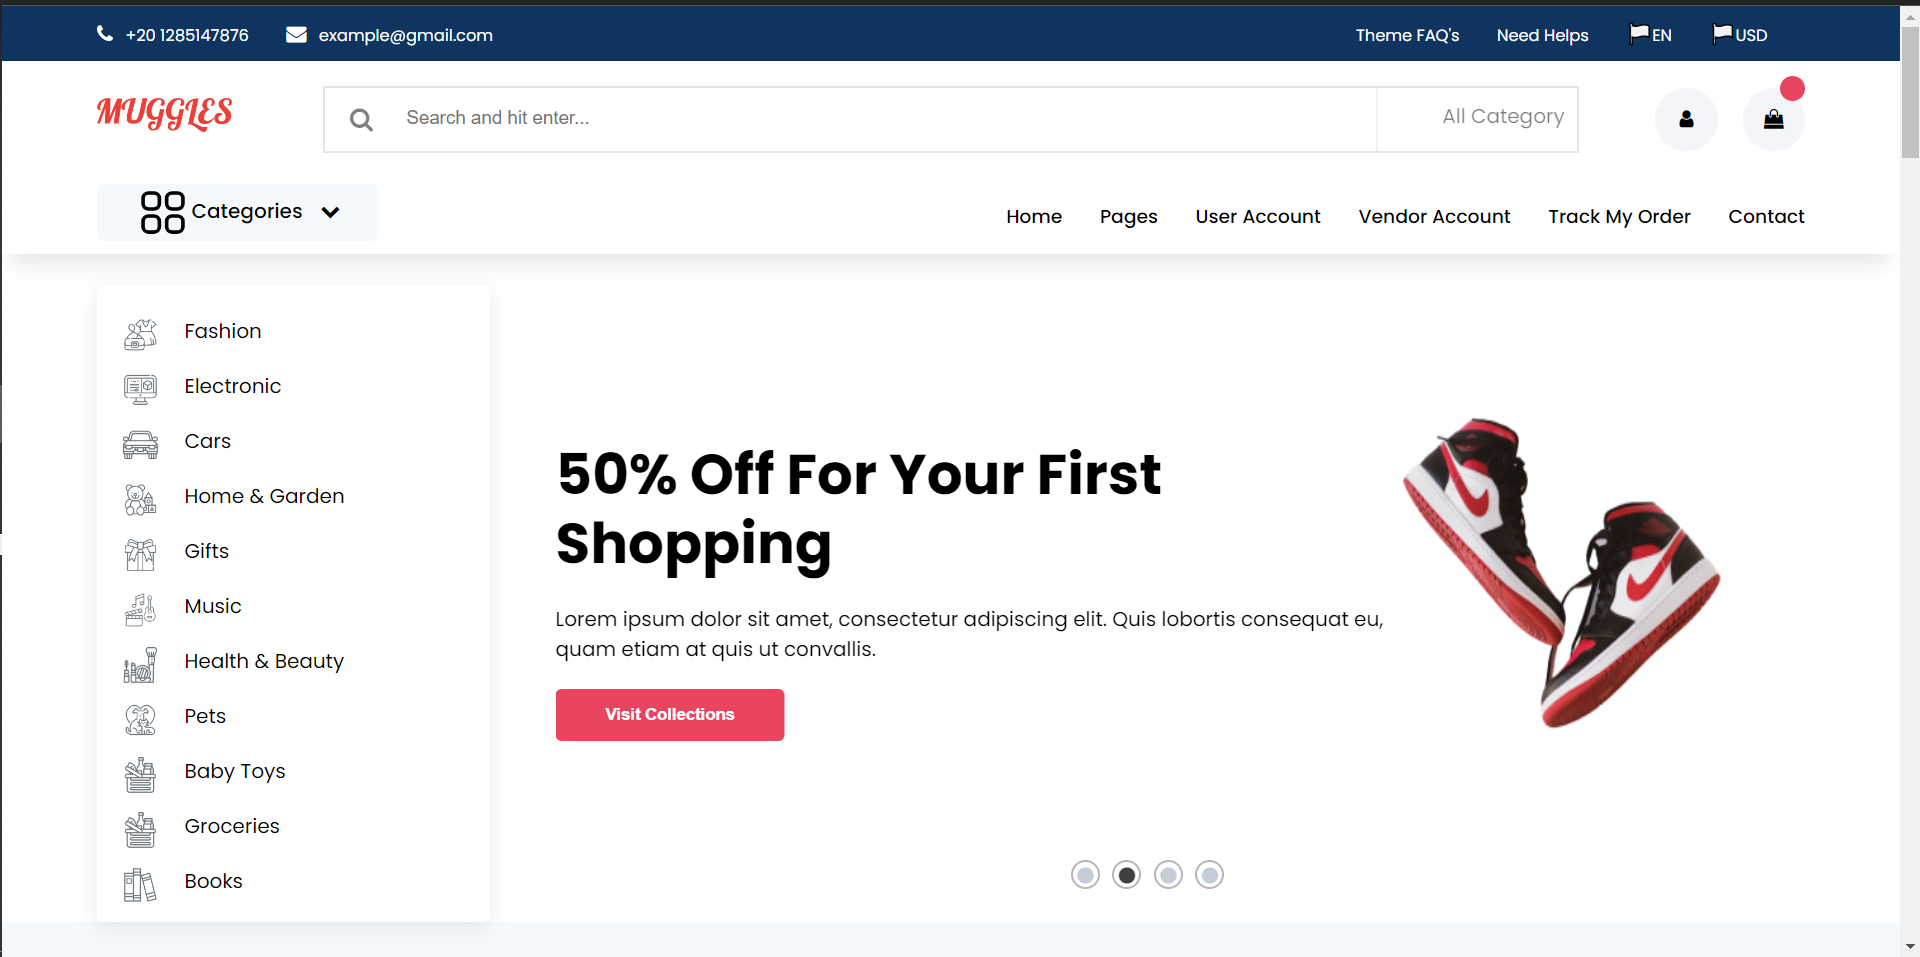 +20 1285147876 example@gmail.com Theme FAQ's Need Helps EN USD
MUGGLES Search and hit enter... All Category
Categories Home Pages User Account Vendor Account Track My Order Contact
Fashion
Electronic
Cars
Home & Garden
Gifts
Music
Health & Beauty
Pets
Baby Toys
Groceries
Books
50% Off For Your First
Shopping
Lorem ipsum dolor sit amet, consectetur adipiscing elit. Quis lobortis consequat eu,
quam etiam at quis ut convallis.
Visit Collections